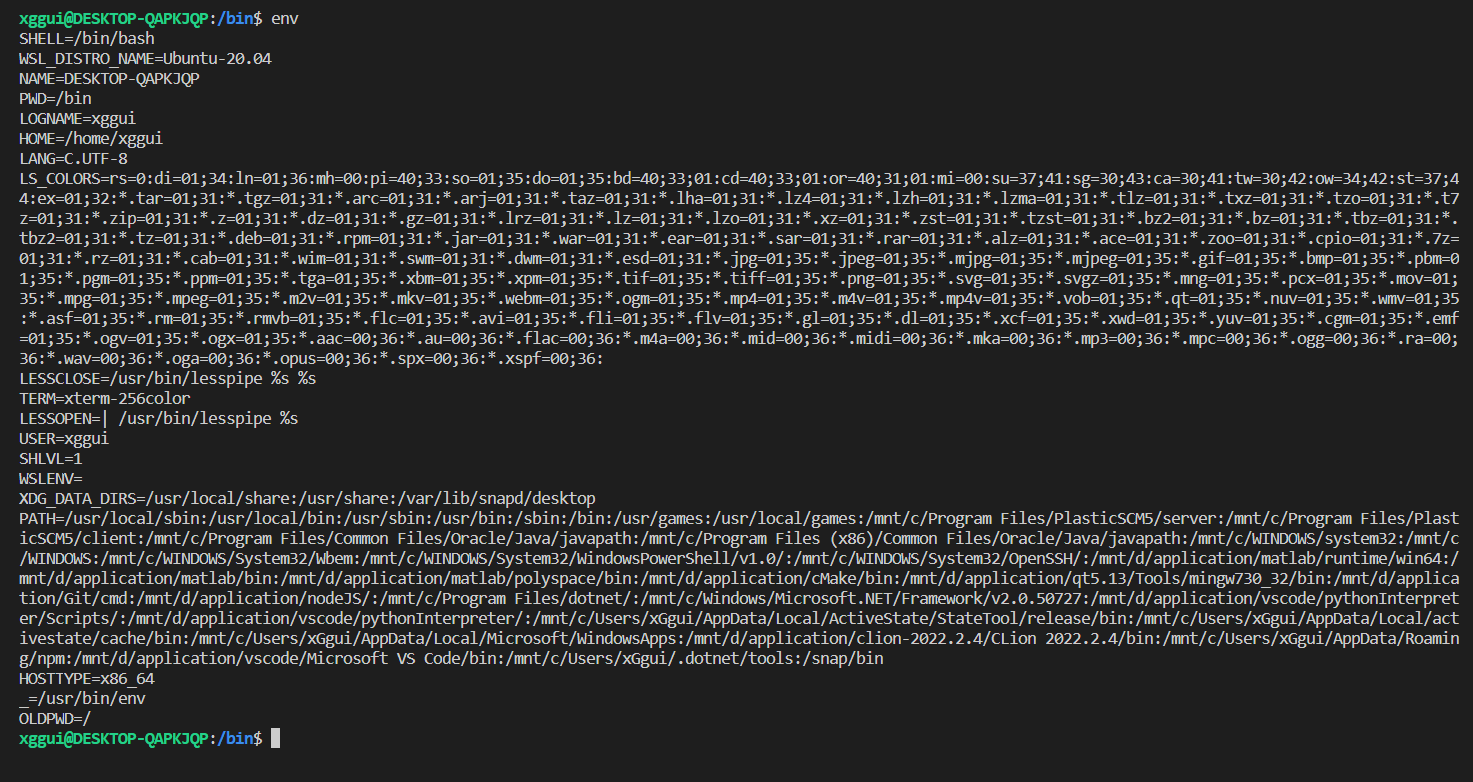 xggui@DESKTOP-QAPKJQP:/bin$ env
SHELL=/bin/bash
WSL_DISTRO_NAME=Ubuntu-20.04
NAME=DESKTOP-QAPKJQP
PWD=/bin
LOGNAME=xggui
HOME=/home/xggui
LANG=C.UTF-8
LS_COLORS=rs=0:di=01;34:ln=01;36:mh=00:pi=40;33:so=01;35:do=01;35:bd=40;33;01:cd=40;33;01:or=40;31;01:mi=00:su=37;41:sg=30;43:ca=30;41:tw=30;42:ow=34;42:st=37;4
4:ex=01;32:*.tar=01;31:*.tgz=01;31:*.arc=01;31:*.arj=01;31:*.taz=01;31:*.lha=01;31:*.lz4=01;31:*.lzh=01;31:*.lzma=01;31:*.tlz=01;31:*.txz=01;31:*.tzo=01;31:*.t7
z=01;31:*.zip=01;31:*.z=01;31:*.dz=01;31:*.gz=01;31:*.lrz=01;31:*.lz=01;31:*.lzo=01;31:*.xz=01;31:*.zst=01;31:*.tzst=01;31:*.bz2=01;31:*.bz=01;31:*.tbz=01;31:*.
tbz2=01;31:*.tz=01;31:*.deb=01;31:*.rpm=01;31:*.jar=01;31:*.war=01;31:*.ear=01;31:*.sar=01;31:*.rar=01;31:*.alz=01;31:*.ace=01;31:*.zoo=01;31:*.cpio=01;31:*.7z=
01;31:*.rz=01;31:*.cab=01;31:*.wim=01;31:*.swm=01;31:*.dwm=01;31:*.esd=01;31:*.jpg=01;35:*.jpeg=01;35:*.mjpg=01;35:*.mjpeg=01;35:*.gif=01;35:*.bmp=01;35:*.pbm=0
1;35:*.pgm=01;35:*.ppm=01;35:*.tga=01;35:*.xbm=01;35:*.xpm=01;35:*.tif=01;35:*.tiff=01;35:*.png=01;35:*.svg=01;35:*.svgz=01;35:*.mng=01;35:*.pcx=01;35:*.mov=01;
35:*.mpg=01;35:*.mpeg=01;35:*.m2v=01;35:*.mkv=01;35:*.webm=01;35:*.ogm=01;35:*.mp4=01;35:*.m4v=01;35:*.mp4v=01;35:*.vob=01;35:*.qt=01;35:*.nuv=01;35:*.wmv=01;35
:*.asf=01;35:*.rm=01;35:*.rmvb=01;35:*.flc=01;35:*.avi=01;35:*.fli=01;35:*.flv=01;35:*.gl=01;35:*.dl=01;35:*.xcf=01;35:*.xwd=01;35:*.yuv=01;35:*.cgm=01;35:*.emf
=01;35:*.ogv=01;35:*.ogx=01;35:*.aac=00;36:*.au=00;36:*.flac=00;36:*.m4a=00;36:*.mid=00;36:*.midi=00;36:*.mka=00;36:*.mp3=00;36:*.mpc=00;36:*.ogg=00;36:*.ra=00;
36:*.wav=00;36:*.oga=00;36:*.opus=00;36:*.spx=00;36:*.xspf=00;36:
LESSCLOSE=/usr/bin/lesspipe %s %s
TERM=xterm-256color
LESSOPEN=| /usr/bin/lesspipe %s
USER=xggui
SHLVL=1
WSLENV=
XDG_DATA_DIRS=/usr/local/share:/usr/share:/var/lib/snapd/desktop
PATH=/usr/local/sbin:/usr/local/bin:/usr/sbin:/usr/bin:/sbin:/bin:/usr/games:/usr/local/games:/mnt/c/Program Files/PlasticSCM5/server:/mnt/c/Program Files/Plast
icSCM5/client:/mnt/c/Program Files/Common Files/Oracle/Java/javapath:/mnt/c/Program Files (x86)/Common Files/Oracle/Java/javapath:/mnt/c/WINDOWS/system32:/mnt/c
/WINDOWS:/mnt/c/WINDOWS/System32/Wbem:/mnt/c/WINDOWS/System32/WindowsPowerShell/v1.0/:/mnt/c/WINDOWS/System32/OpenSSH/:/mnt/d/application/matlab/runtime/win64:/
mnt/d/application/matlab/bin:/mnt/d/application/matlab/polyspace/bin:/mnt/d/application/cMake/bin:/mnt/d/application/qt5.13/Tools/mingw730_32/bin:/mnt/d/applica
tion/Git/cmd:/mnt/d/application/nodeJS/:/mnt/c/Program Files/dotnet/:/mnt/c/Windows/Microsoft.NET/Framework/v2.0.50727:/mnt/d/application/vscode/pythonInterpret
er/Scripts/:/mnt/d/application/vscode/pythonInterpreter/:/mnt/c/Users/xGgui/AppData/Local/ActiveState/StateTool/release/bin:/mnt/c/Users/xGgui/AppData/Local/act
ivestate/cache/bin:/mnt/c/Users/xGgui/AppData/Local/Microsoft/WindowsApps:/mnt/d/application/clion-2022.2.4/CLion 2022.2.4/bin:/mnt/c/Users/xGgui/AppData/Roamin
g/npm:/mnt/d/application/vscode/Microsoft VS Code/bin:/mnt/c/Users/xGgui/.dotnet/tools:/snap/bin
HOSTTYPE=x86_64
_=/usr/bin/env
OLDPWD=/
xggui@DESKTOP-QAPKJQP:/bin$